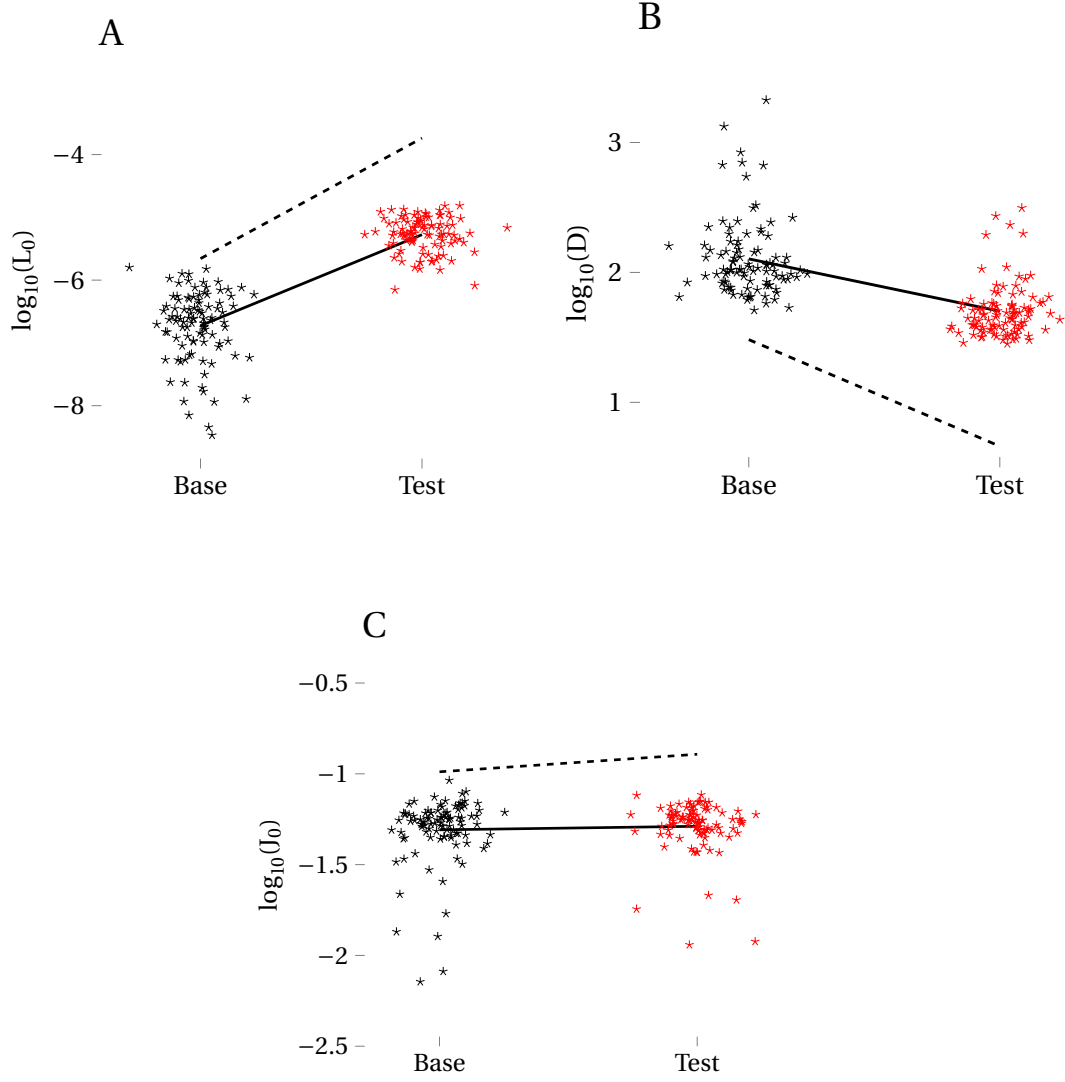 A
B
−4
−6
−8
log10(L0)
Base
Test
3
2
1
log10(D)
Base
Test
C
−0.5
−1
−1.5
−2
−2.5
log10(J0)
Base
Test